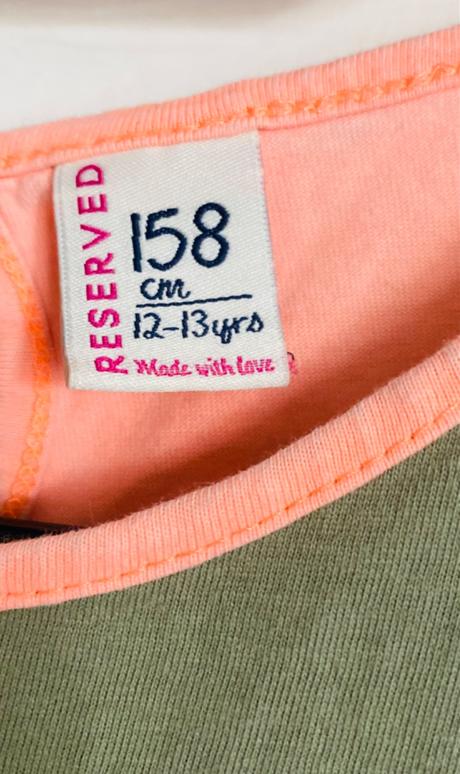 RESERVED
158
cm
12-13yrs
Made with love